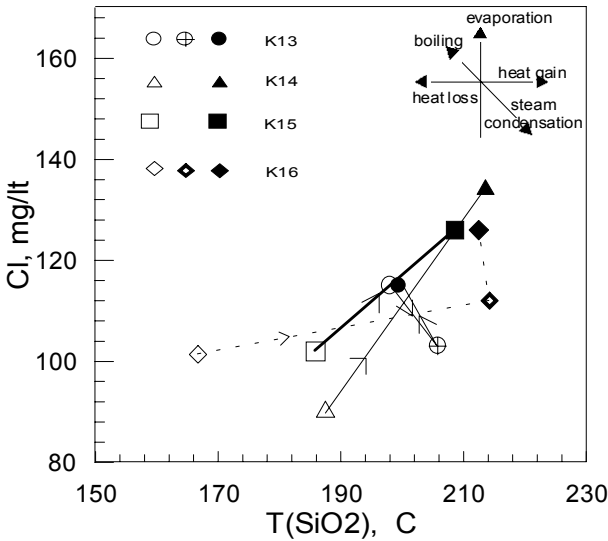 160
140
120
100
80
Cl, mg/lt
150
170
190
210
230
T(SiO2), C
K13
K14
K15
K16
evaporation
boiling
heat gain
heat loss
steam
condensation